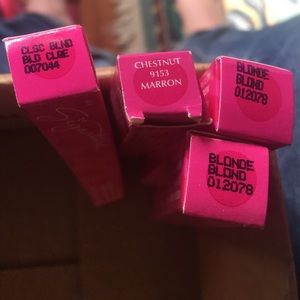 CLSC BLND
BLD CLRE
007044
CHESTNUT
9153
MARRON
BLONDE
BLOND
012078
BLONDE
BLOND
012078